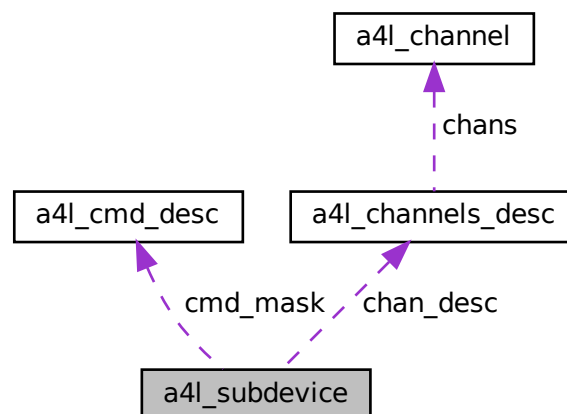 a4l_channel
chans
a4l_cmd_desc
a4l_channels_desc
cmd_mask
chan_desc
a4l_subdevice